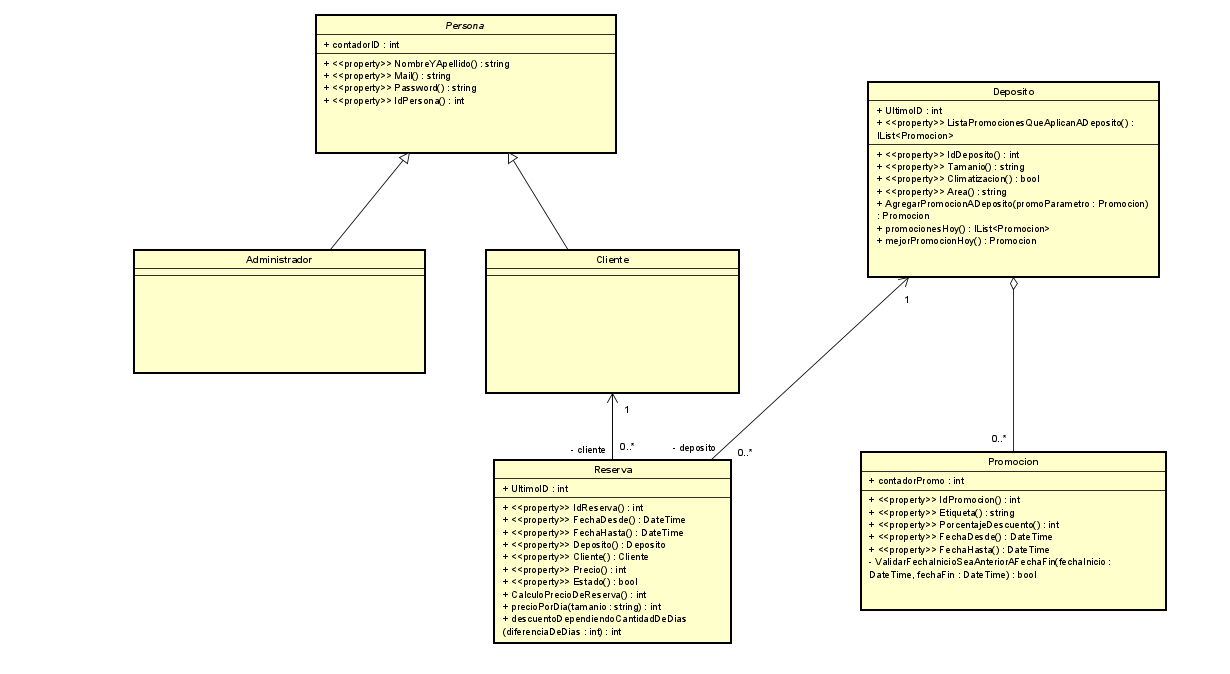 Persona
+ contadorID : int
+ <<property>> NombreYApellido() : string
+ <<property>> Mail() : string
+ <<property>> Password() : string
+ <<property>> IdPersona() : int
Deposito
+ UltimoID : int
+ <<property>> ListaPromocionesQueAplicanADeposito() :
IList<Promocion>
+ <<property>> IdDeposito() : int
+ <<property>> Tamanio() : string
+ <<property>> Climatizacion() : bool
+ <<property>> Area() : string
+ AgregarPromocionADeposito(promoParametro : Promocion)
: Promocion
+ promocionesHoy() : IList<Promocion>
+ mejorPromocionHoy() : Promocion
Administrador
Cliente
1
1
- cliente
0..*
- deposito
0..*
0..*
Reserva
+ UltimoID : int
+ <<property>> IdReserva() : int
+ <<property>> FechaDesde() : DateTime
+ <<property>> FechaHasta() : DateTime
+ <<property>> Deposito() : Deposito
+ <<property>> Cliente() : Cliente
+ <<property>> Precio() : int
+ <<property>> Estado() : bool
+ CalculoPrecioDeReserva() : int
+ precioPorDia(tamanio : string) : int
+ descuentoDependiendoCantidadDeDias
(diferenciaDeDias : int) : int
Promocion
+ contadorPromo : int
+ <<property>> IdPromocion() : int
+ <<property>> Etiqueta() : string
+ <<property>> PorcentajeDescuento() : int
+ <<property>> FechaDesde() : DateTime
+ <<property>> FechaHasta() : DateTime
- ValidarFechaInicioSeaAnteriorAFechaFin(fechaInicio :
DateTime, fechaFin : DateTime) : bool